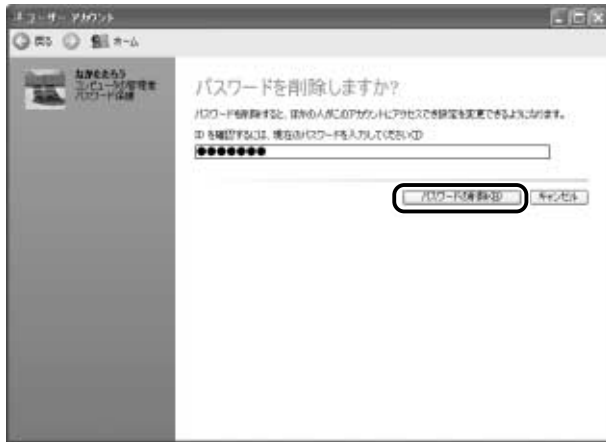 ユーザー アカウント
戻る ホーム
なかむたろう
コンピュータの管理者
パスワード保護
パスワードを削除しますか?
パスワードを削除すると、ほかの人がこのアカウントにアクセスでき設定を変更できるようになります。
ID を確認するには、現在のパスワードを入力してください(I)
●●●●●●●
パスワードの削除(R) キャンセル